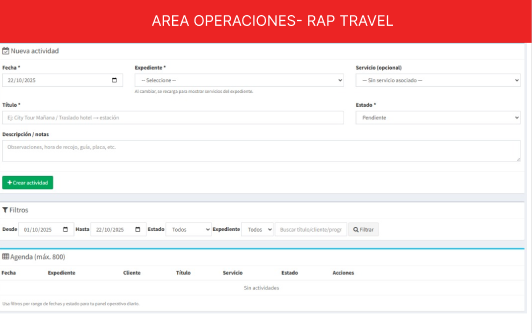 AREA OPERACIONES- RAP TRAVEL
Nueva actividad
Fecha * Expediente * Servicio (opcional)
22/10/2025 -- Seleccione -- -- Sin servicio asociado --
Al cambiar, se recarga para mostrar servicios del expediente.
Título * Estado *
Ej: City Tour Mañana / Traslado hotel → estación Pendiente
Descripción / notas
Observaciones, hora de recojo, guía, placa, etc.
+ Crear actividad
Filtros
Desde 01/10/2025 Hasta 22/10/2025 Estado Todos Expediente Todos Buscar título/cliente/progr Filtrar
Agenda (máx. 800)
Fecha Expediente Cliente Título Servicio Estado Acciones
Sin actividades
Usa filtros por rango de fechas y estado para tu panel operativo diario.